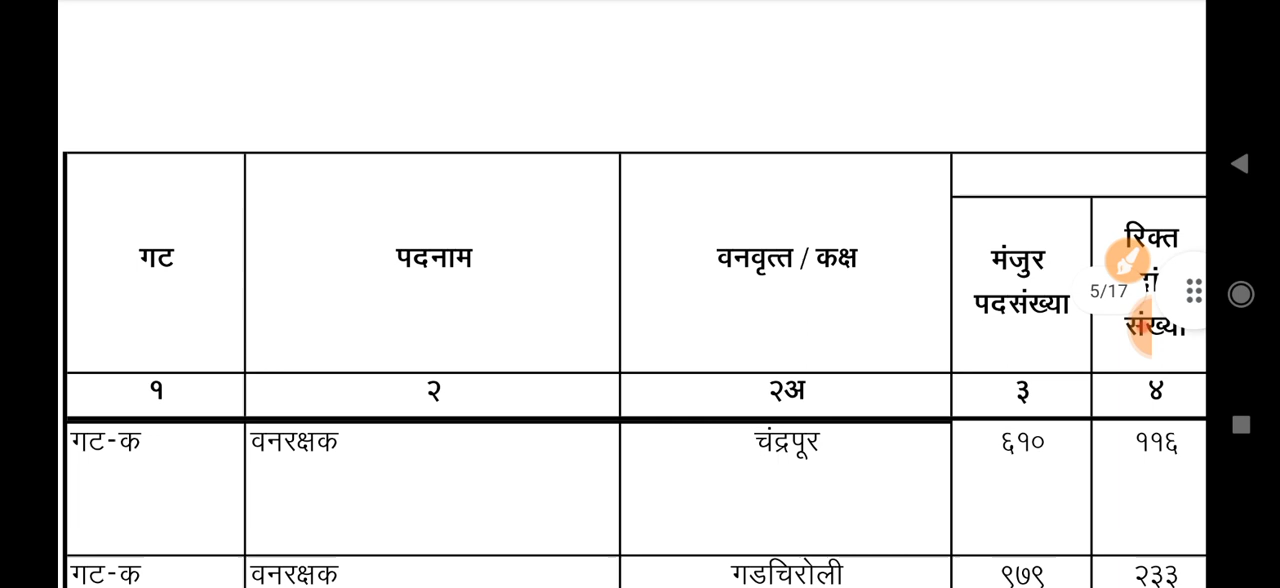 गट
पदनाम
वनवृत्त / कक्ष
मंजुर
पदसंख्या
रिक्त
संख्या
5/17
१
२
२अ
३
४
गट-क
वनरक्षक
चंद्रपूर
६१०
११६
गट-क
वनरक्षक
गडचिरोली
९७९
२३३